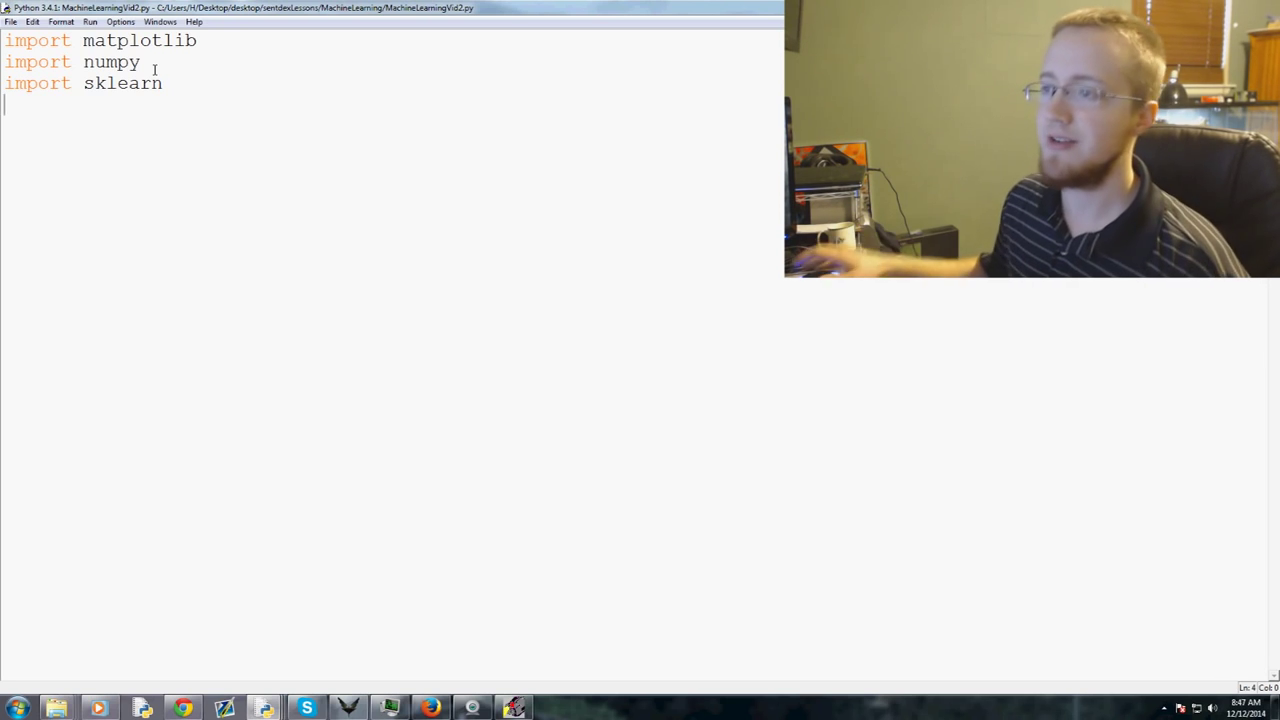 Python 3.4.1: MachineLearningVid2.py - C:/Users/H/Desktop/desktop/sentdexLessons/MachineLearning/MachineLearningVid2.py
File Edit Format Run Options Windows Help
import matplotlib
import numpy
import sklearn
Ln: 4 Col: 0
8:47 AM
12/12/2014